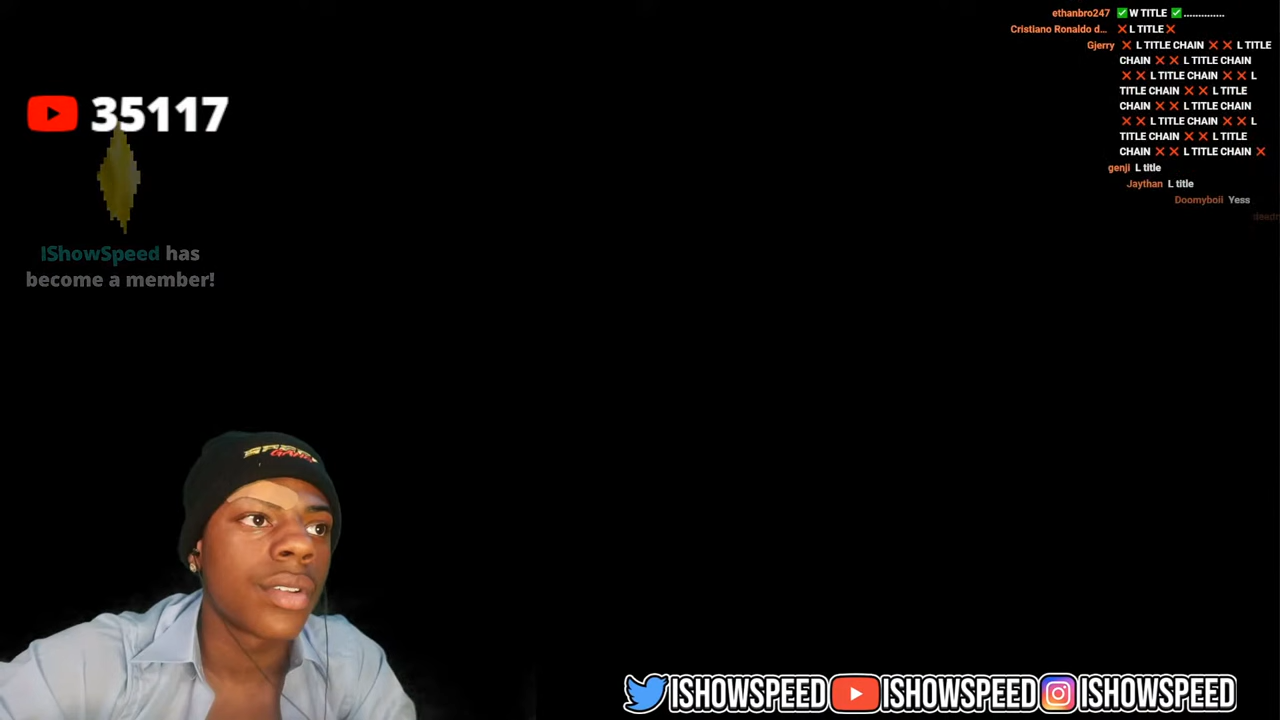 ethanbro247 ✅ W TITLE ✅ ..............
Cristiano Ronaldo d... ❌ L TITLE ❌
Gjerry ❌ L TITLE CHAIN ❌ ❌ L TITLE
CHAIN ❌ ❌ L TITLE CHAIN
❌ ❌ L TITLE CHAIN ❌ ❌ L
TITLE CHAIN ❌ ❌ L TITLE
CHAIN ❌ ❌ L TITLE CHAIN
❌ ❌ L TITLE CHAIN ❌ ❌ L
TITLE CHAIN ❌ ❌ L TITLE
CHAIN ❌ ❌ L TITLE CHAIN ❌
genji L title
Jaythan L title
Doomyboii Yess
35117
IShowSpeed has
become a member!
ISHOWSPEED ISHOWSPEED ISHOWSPEED